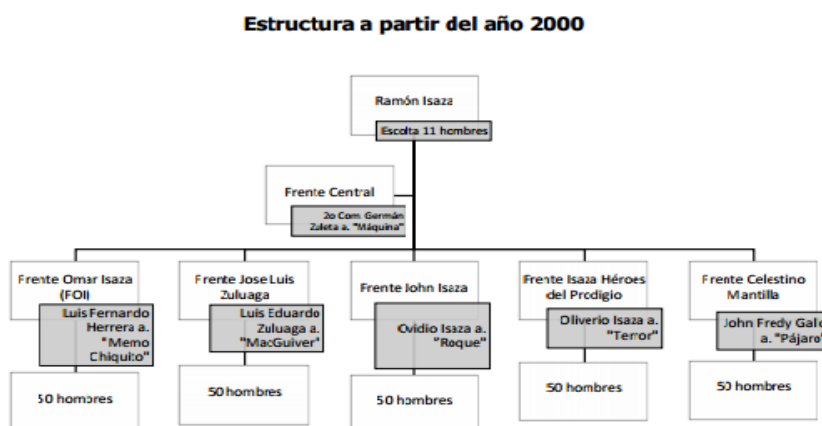 Estructura a partir del año 2000
Ramón Isaza
Escolta 11 hombres
Frente Central
2o Com. Germán
Zuleta a. "Máquina"
Frente Omar Isaza
(FOI)
Luis Fernando
Herrera a.
"Memo
Chiquito"
50 hombres
Frente Jose Luis
Zuluaga
Luis Eduardo
Zuluaga a.
"MacGuiver"
50 hombres
Frente John Isaza
Ovidio Isaza a.
"Roque"
50 hombres
Frente Isaza Héroes
del Prodigio
Oliverio Isaza a.
"Terror"
50 hombres
Frente Celestino
Mantilla
John Fredy Galo
a. "Pájaro"
50 hombres